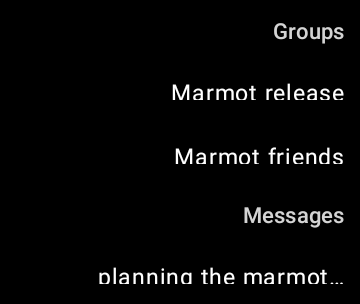 Groups
Marmot release
Marmot friends
Messages
planning the marmot…